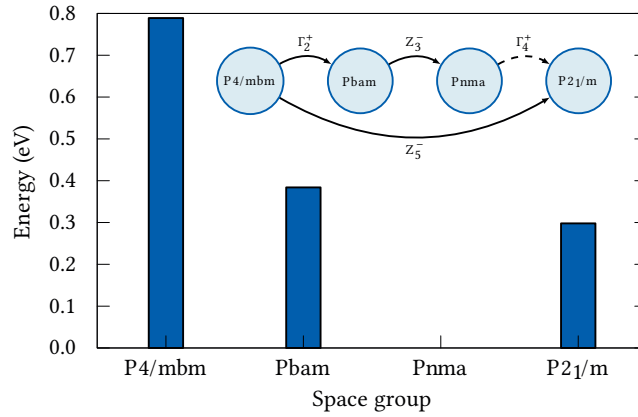 0.8
0.7
0.6
0.5
0.4
0.3
0.2
0.1
0.0
Energy (eV)
Γ2+ Z3− Γ4+
P4/mbm Pbam Pnma P21/m
Z5−
P4/mbm Pbam Pnma P21/m
Space group